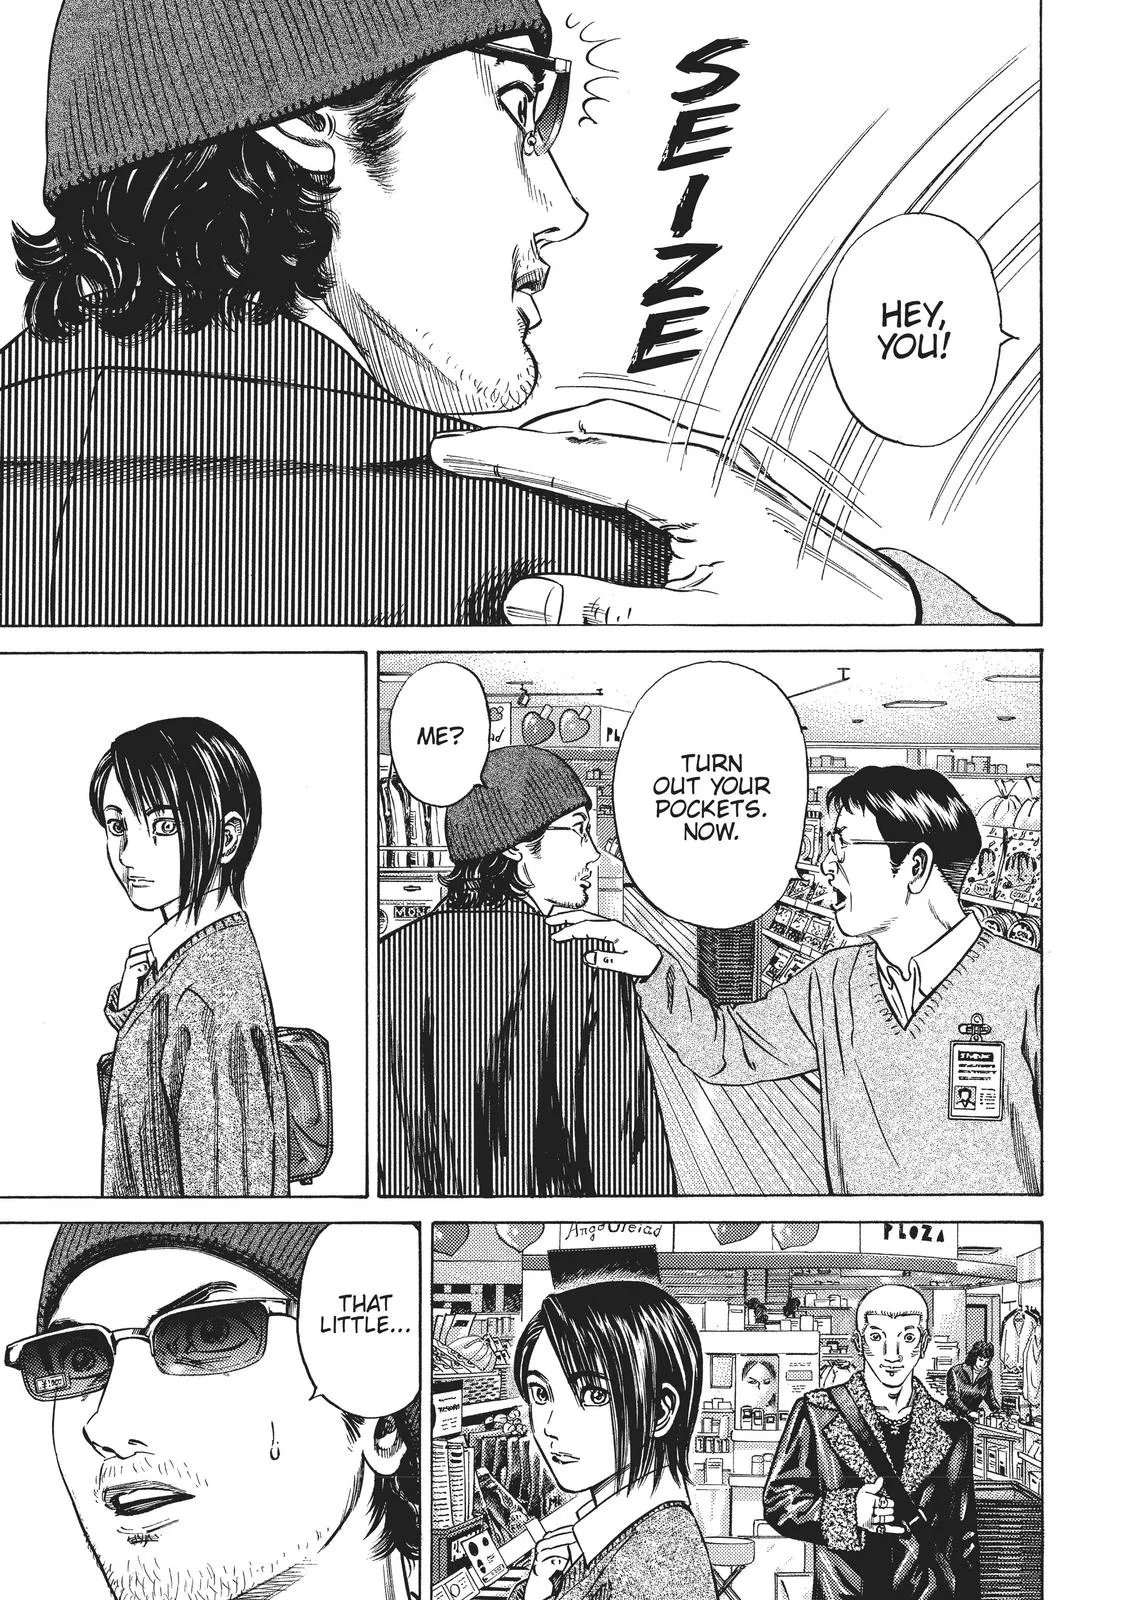 SEIZE
HEY,
YOU!
TURN
OUT YOUR
POCKETS.
NOW.
ME?
PLOZA
THAT
LITTLE...